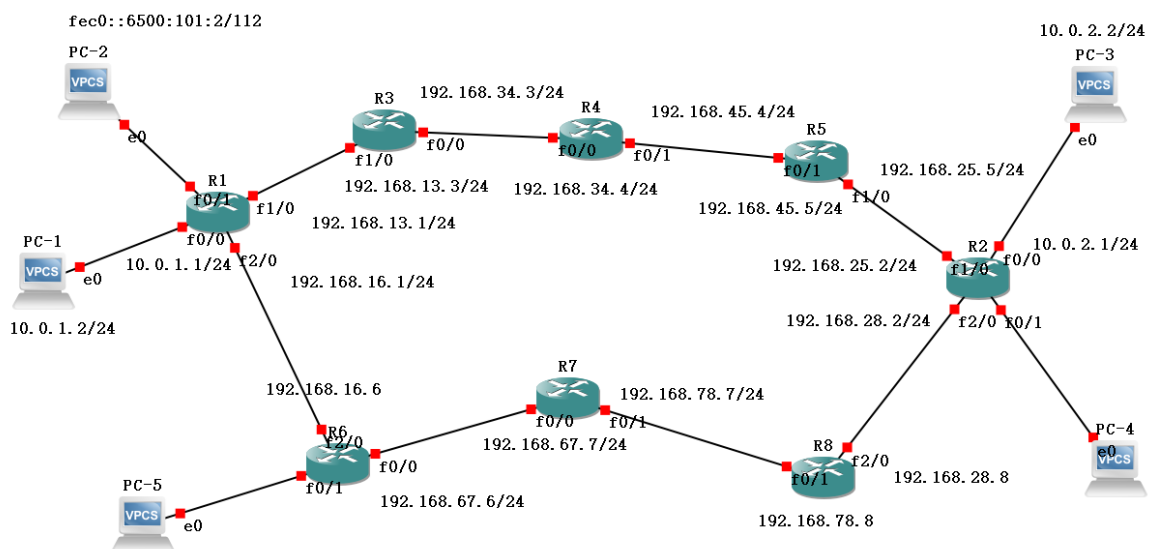 fec0::6500:101:2/112
PC-2
VPCS
e0
10.0.2.2/24
PC-3
VPCS
e0
R3
192.168.34.3/24
f0/0
f1/0
R4
f0/0
f0/1
192.168.45.4/24
R5
f0/1
f1/0
192.168.25.5/24
192.168.13.3/24
192.168.34.4/24
192.168.45.5/24
R1
f0/1
f1/0
f0/0
f2/0
192.168.13.1/24
PC-1
VPCS
e0
10.0.1.1/24
10.0.1.2/24
192.168.16.1/24
R2
f0/0
10.0.2.1/24
192.168.25.2/24
f1/0
192.168.28.2/24
f2/0
f0/1
192.168.16.6
R6
f2/0
f0/0
f0/1
R7
f0/0
f0/1
192.168.78.7/24
192.168.67.7/24
192.168.67.6/24
PC-4
e0
VPCS
R8
f2/0
f0/1
192.168.28.8
192.168.78.8
PC-5
VPCS
e0